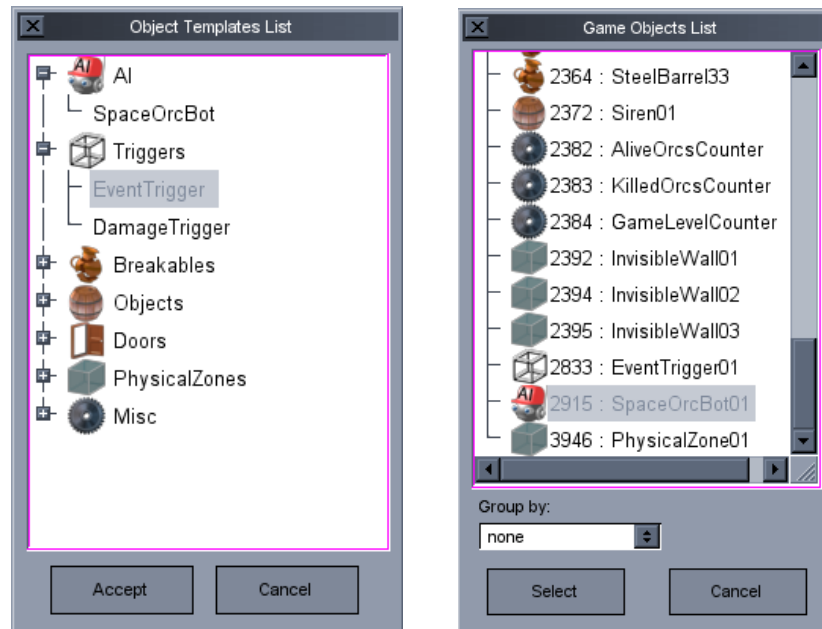 Object Templates List
AI
AI
SpaceOrcBot
Triggers
EventTrigger
DamageTrigger
Breakables
Objects
Doors
PhysicalZones
Misc
Accept
Cancel
Game Objects List
2364 : SteelBarrel33
2372 : Siren01
2382 : AliveOrcsCounter
2383 : KilledOrcsCounter
2384 : GameLevelCounter
2392 : InvisibleWall01
2394 : InvisibleWall02
2395 : InvisibleWall03
2833 : EventTrigger01
AI
2915 : SpaceOrcBot01
3946 : PhysicalZone01
Group by:
none
Select
Cancel